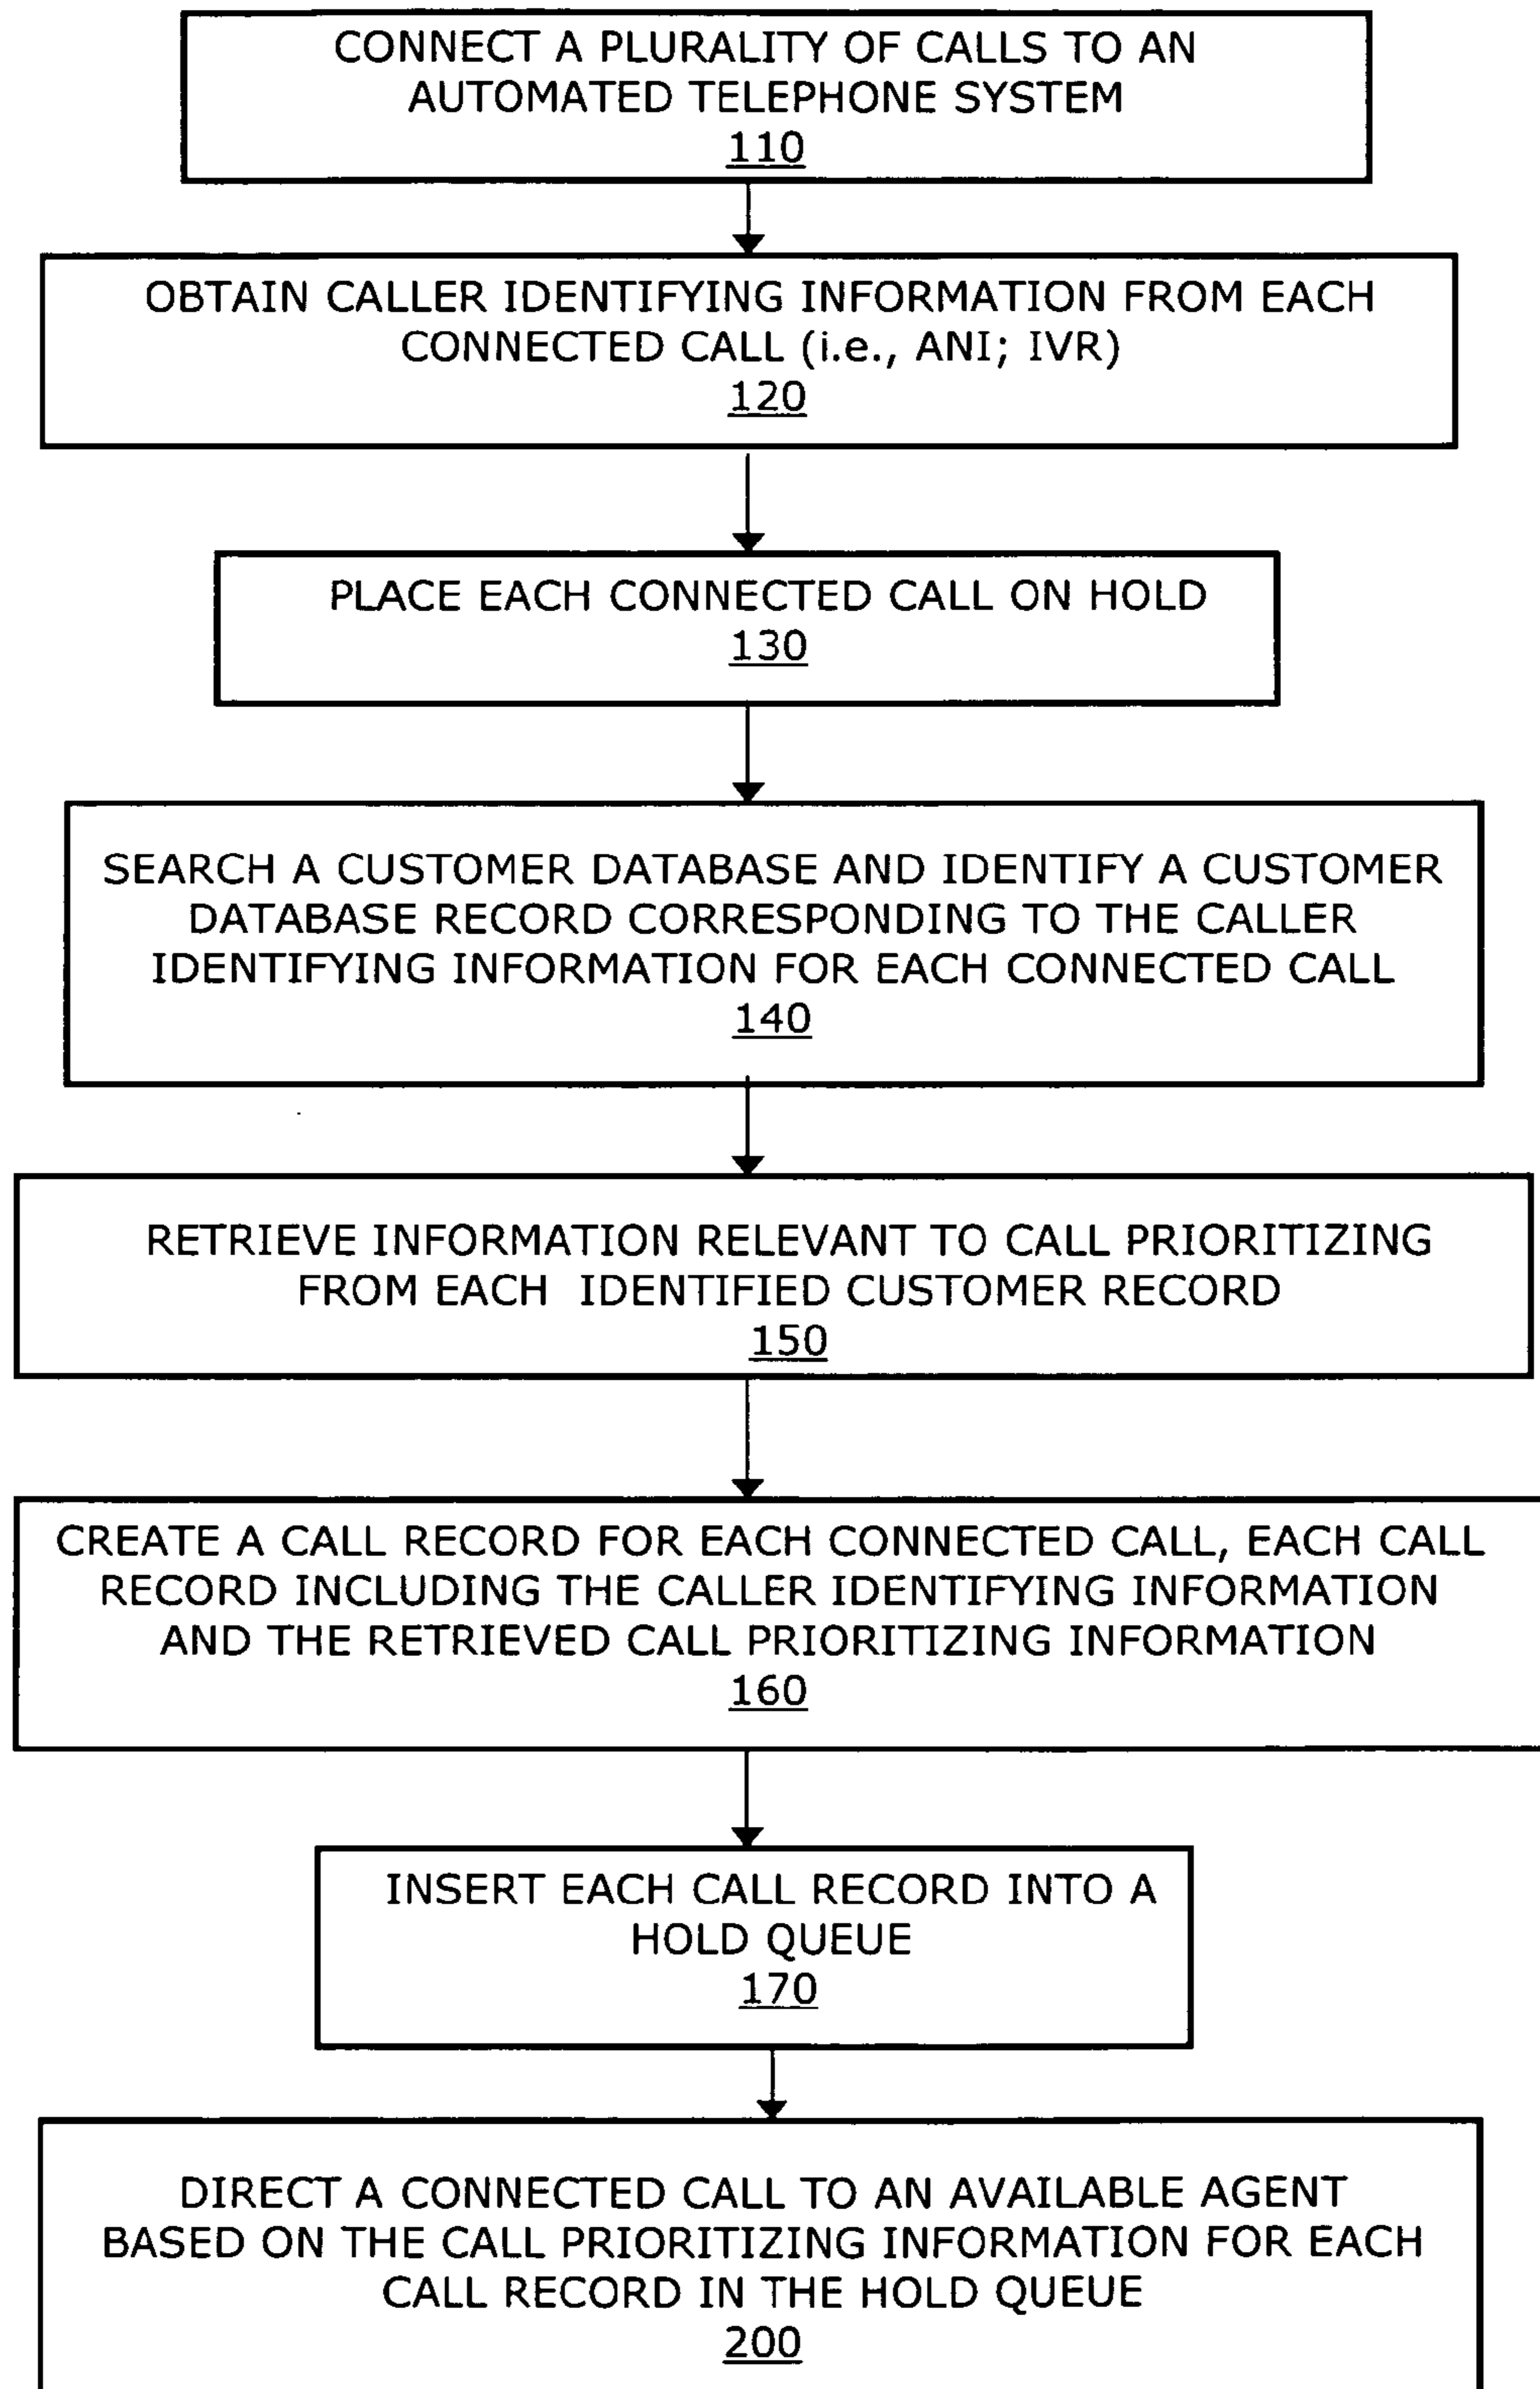 CONNECT A PLURALITY OF CALLS TO AN
AUTOMATED TELEPHONE SYSTEM
110
OBTAIN CALLER IDENTIFYING INFORMATION FROM EACH
CONNECTED CALL (i.e., ANI; IVR)
120
PLACE EACH CONNECTED CALL ON HOLD
130
SEARCH A CUSTOMER DATABASE AND IDENTIFY A CUSTOMER
DATABASE RECORD CORRESPONDING TO THE CALLER
IDENTIFYING INFORMATION FOR EACH CONNECTED CALL
140
RETRIEVE INFORMATION RELEVANT TO CALL PRIORITIZING
FROM EACH IDENTIFIED CUSTOMER RECORD
150
CREATE A CALL RECORD FOR EACH CONNECTED CALL, EACH CALL
RECORD INCLUDING THE CALLER IDENTIFYING INFORMATION
AND THE RETRIEVED CALL PRIORITIZING INFORMATION
160
INSERT EACH CALL RECORD INTO A
HOLD QUEUE
170
DIRECT A CONNECTED CALL TO AN AVAILABLE AGENT
BASED ON THE CALL PRIORITIZING INFORMATION FOR EACH
CALL RECORD IN THE HOLD QUEUE
200